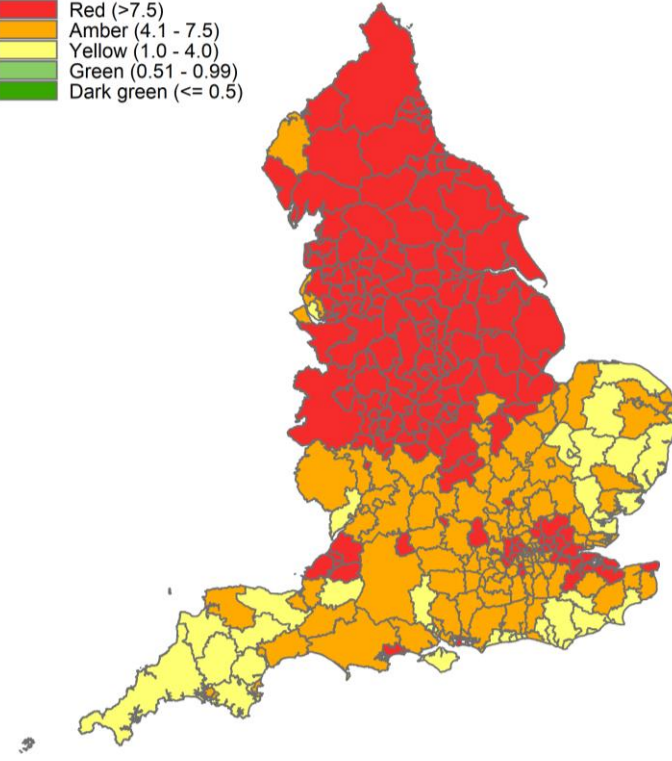 Red (>7.5)
Amber (4.1 - 7.5)
Yellow (1.0 - 4.0)
Green (0.51 - 0.99)
Dark green (<= 0.5)